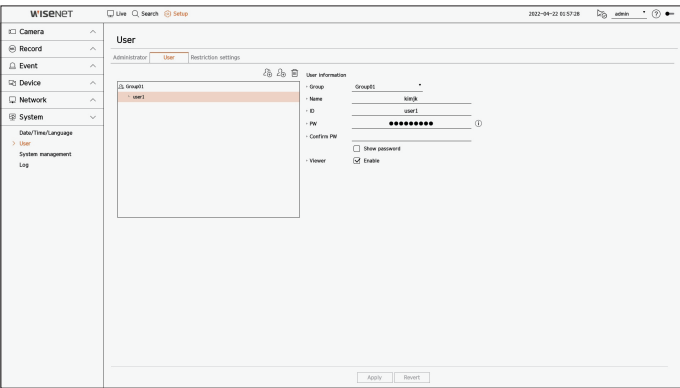 WISENET
Live Search Setup
2022-04-22 01:57:28 admin ?
Camera
Record
Event
Device
Network
System
Date/Time/Language
> User
System management
Log
User
Administrator User Restriction settings
Group01
user1
User information
· Group Group01
· Name kimjk
· ID user1
· PW ●●●●●●●●●
· Confirm PW
Show password
· Viewer Enable
Apply Revert